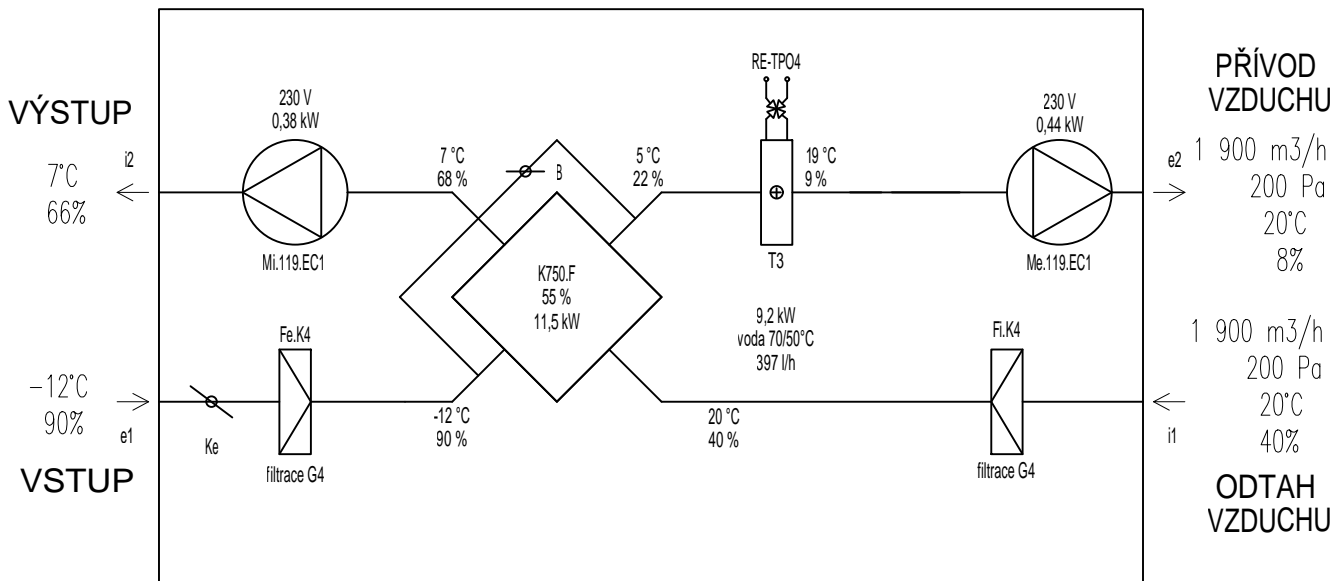 VÝSTUP
7°C
66%
i2
230 V
0,38 kW
Mi.119.EC1
7 °C
68 %
B
5 °C
22 %
RE-TPO4
19 °C
9 %
T3
230 V
0,44 kW
Me.119.EC1
PŘÍVOD
VZDUCHU
e2
1 900 m3/h
200 Pa
20°C
8%
K750.F
55 %
11,5 kW
9,2 kW
voda 70/50°C
397 l/h
-12°C
90%
e1
VSTUP
Ke
Fe.K4
filtrace G4
-12 °C
90 %
20 °C
40 %
Fi.K4
filtrace G4
i1
1 900 m3/h
200 Pa
20°C
40%
ODTAH
VZDUCHU